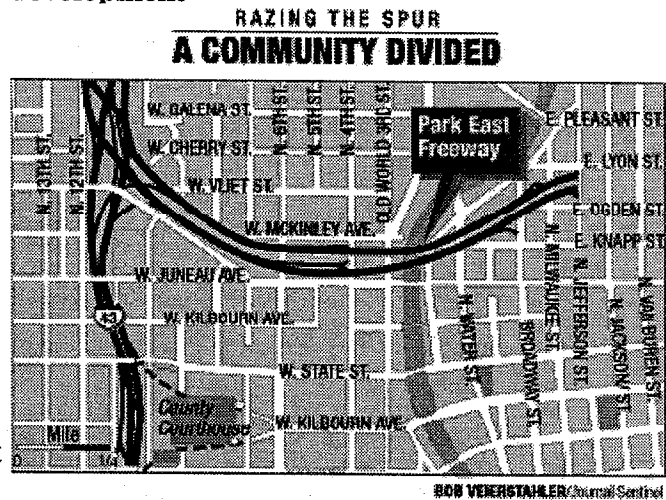 RAZING THE SPUR
A COMMUNITY DIVIDED
W. GALENA ST.
W. CHERRY ST.
W. VLIET ST.
N. 13TH ST.
N. 12TH ST.
N. 6TH ST.
N. 5TH ST.
N. 4TH ST.
OLD WORLD 3RD ST.
Park East
Freeway
E. PLEASANT ST.
E. LYON ST.
E. OGDEN ST.
E. KNAPP ST.
W. MCKINLEY AVE.
W. JUNEAU AVE.
43
W. KILBOURN AVE.
W. STATE ST.
County
Courthouse
W. KILBOURN AVE.
N. WATER ST.
BROADWAY ST.
N. MILWAUKEE ST.
N. JEFFERSON ST.
N. JACKSON ST.
N. VAN BUREN ST.
Mile
0
1/4
Journal Sentinel